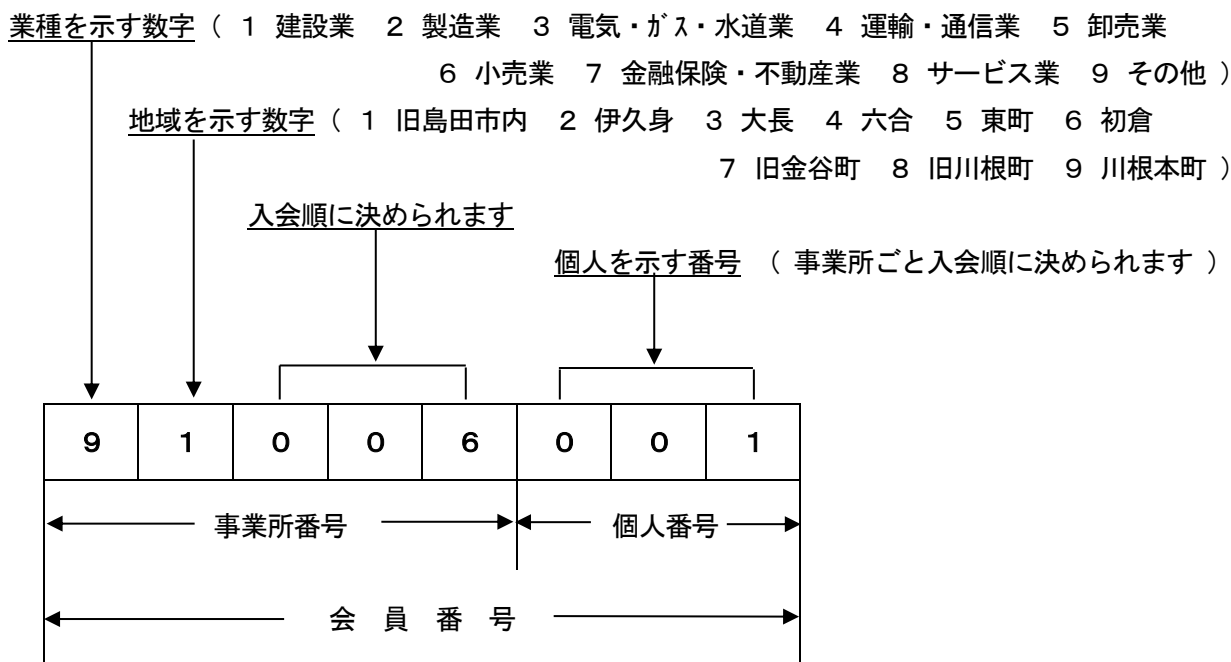 業種を示す数字（ １ 建設業 ２ 製造業 ３ 電気・ｶﾞｽ・水道業 ４ 運輸・通信業 ５ 卸売業
６ 小売業 ７ 金融保険・不動産業 ８ サービス業 ９ その他 ）
地域を示す数字（ １ 旧島田市内 ２ 伊久身 ３ 大長 ４ 六合 ５ 東町 ６ 初倉
７ 旧金谷町 ８ 旧川根町 ９ 川根本町 ）
入会順に決められます
個人を示す番号 （ 事業所ごと入会順に決められます ）
９ １ ０ ０ ６ ０ ０ １
事業所番号 個人番号
会 員 番 号